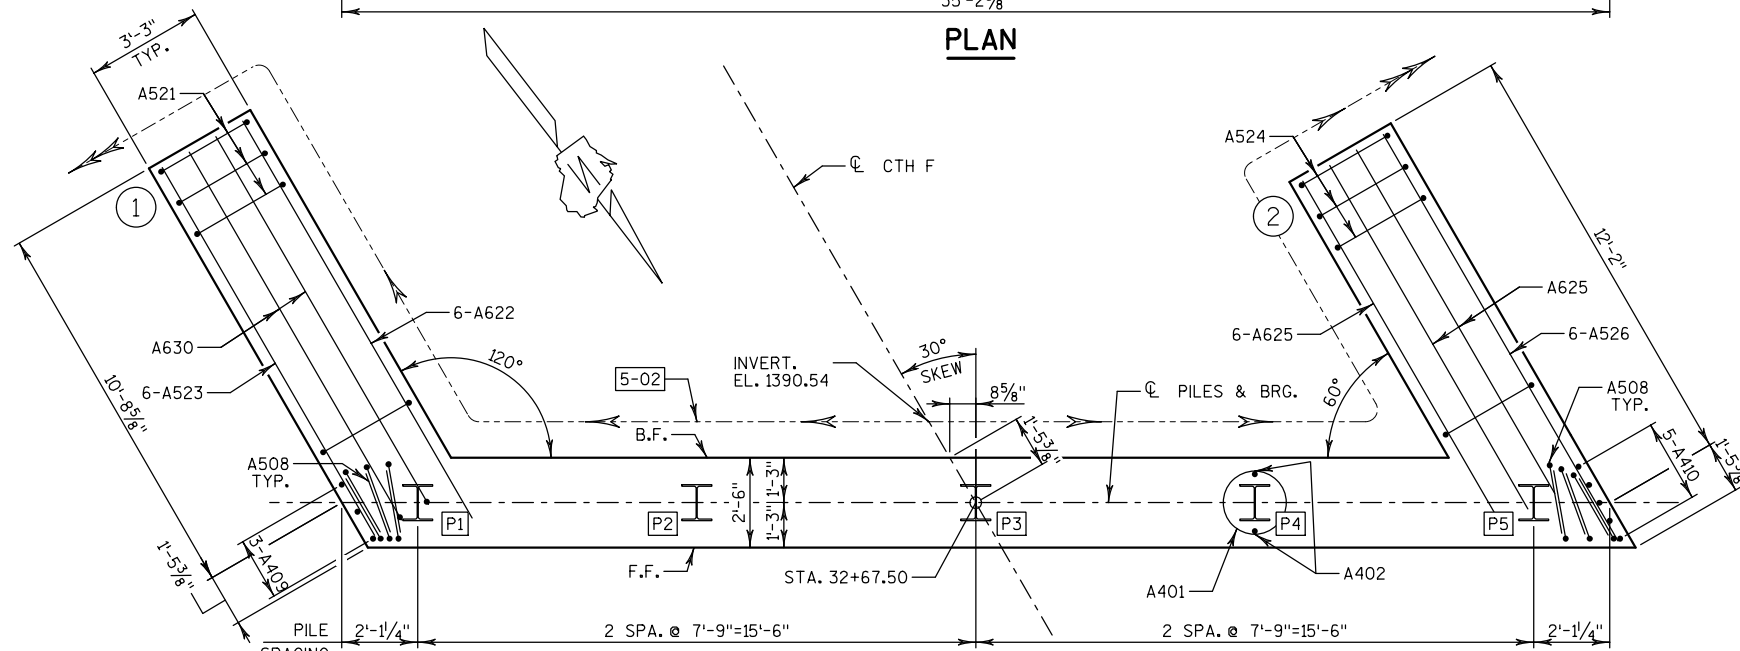 35'-2⅞"
PLAN
3'-3"
TYP.
A521
1
10'-8⅝"
A630
6-A523
6-A622
120°
N
℄ CTH F
A524
2
12'-2"
A625
6-A625
6-A526
A508
TYP.
5-A410
1'-5⅜"
INVERT.
EL. 1390.54
30°
SKEW
8⅝"
1'-5⅜"
℄ PILES & BRG.
60°
5-02
B.F.
A508
TYP.
3-A409
1'-5⅜"
P1
P2
2'-6"
1'-3"
1'-3"
P3
P4
P5
F.F.
STA. 32+67.50
A401
A402
PILE
2'-1¼"
2 SPA. @ 7'-9"=15'-6"
2 SPA. @ 7'-9"=15'-6"
2'-1¼"
SPACING